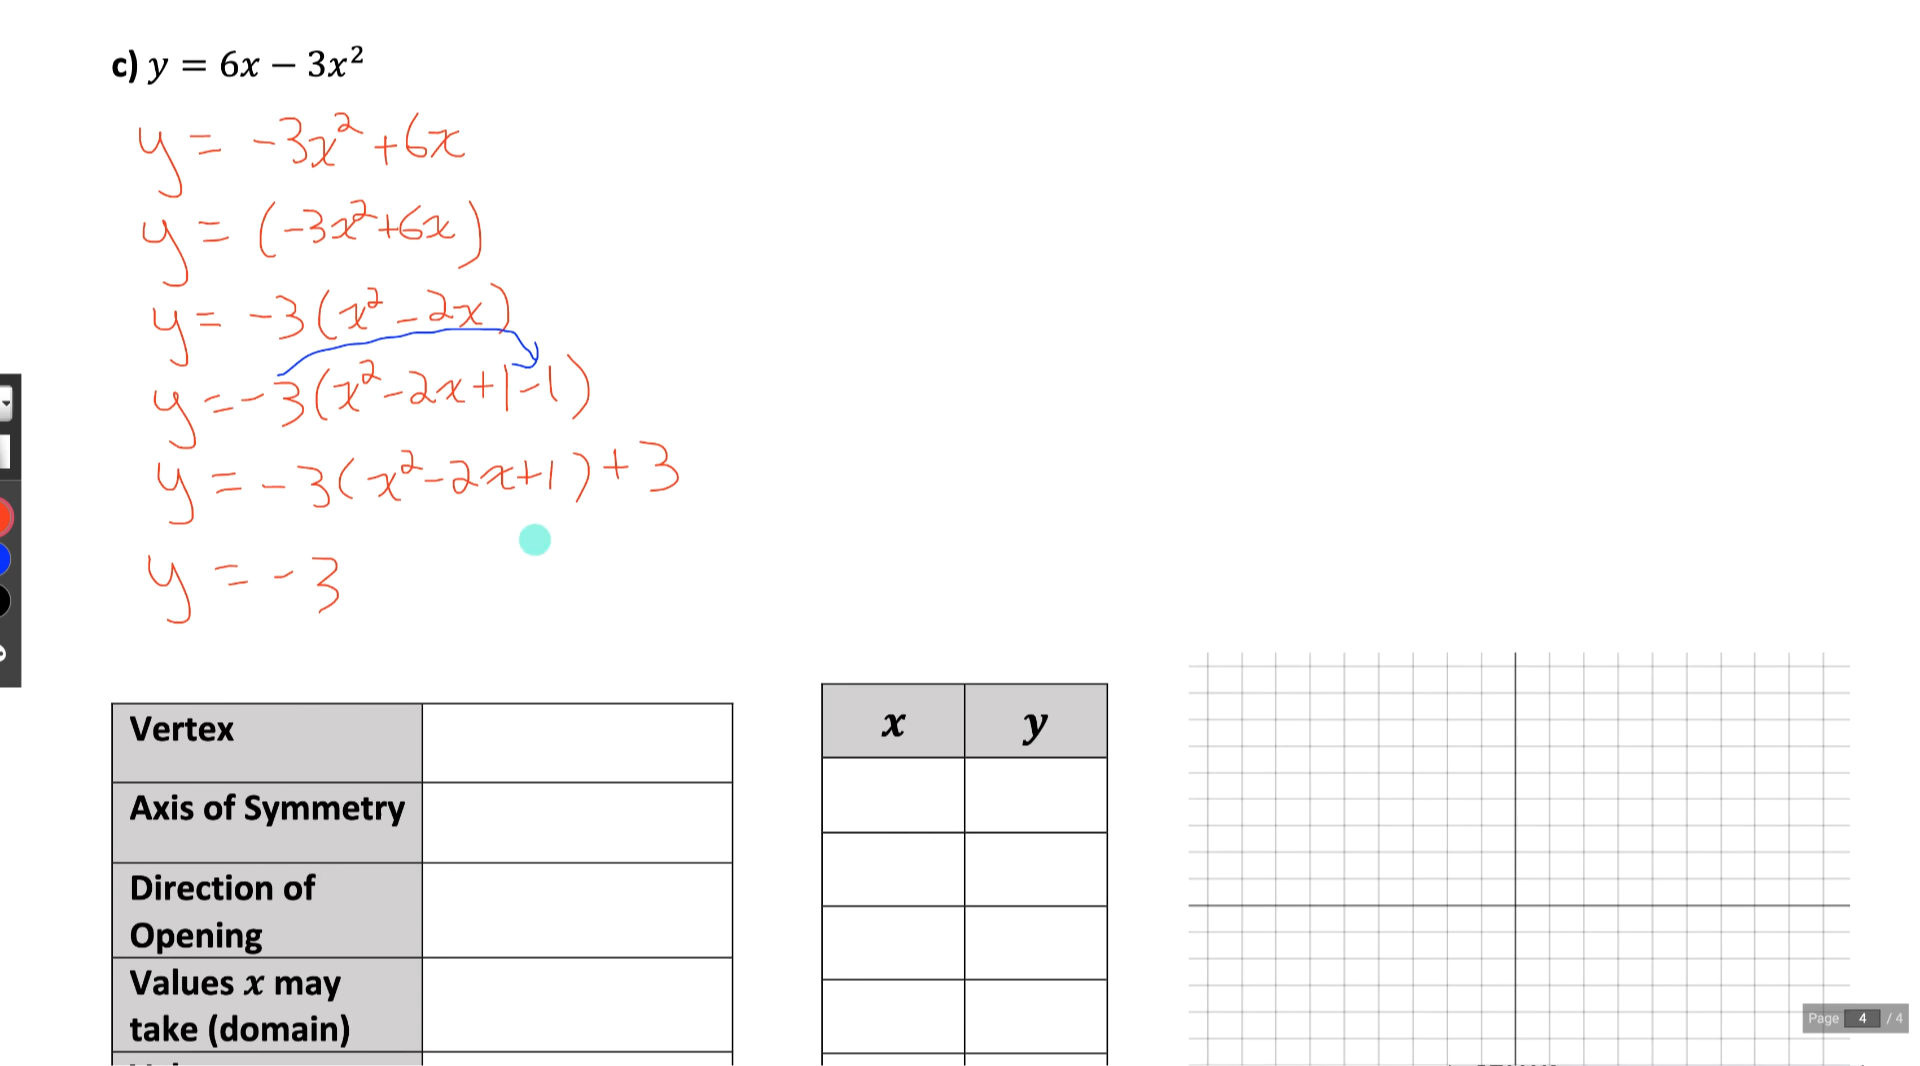 c) y = 6x − 3x²
y = -3x² + 6x
y = (-3x² + 6x)
y = -3(x² - 2x)
y = -3(x² - 2x + 1 - 1)
y = -3(x² - 2x + 1) + 3
y = -3
Vertex
Axis of Symmetry
Direction of
Opening
Values x may
take (domain)
x y
Page 4 / 4